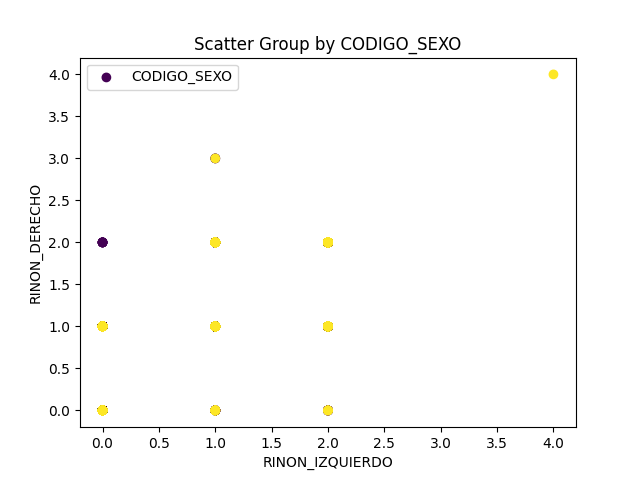 Scatter Group by CODIGO_SEXO
CODIGO_SEXO
4.0
3.5
3.0
2.5
2.0
1.5
1.0
0.5
0.0
RINON_DERECHO
0.0 0.5 1.0 1.5 2.0 2.5 3.0 3.5 4.0
RINON_IZQUIERDO